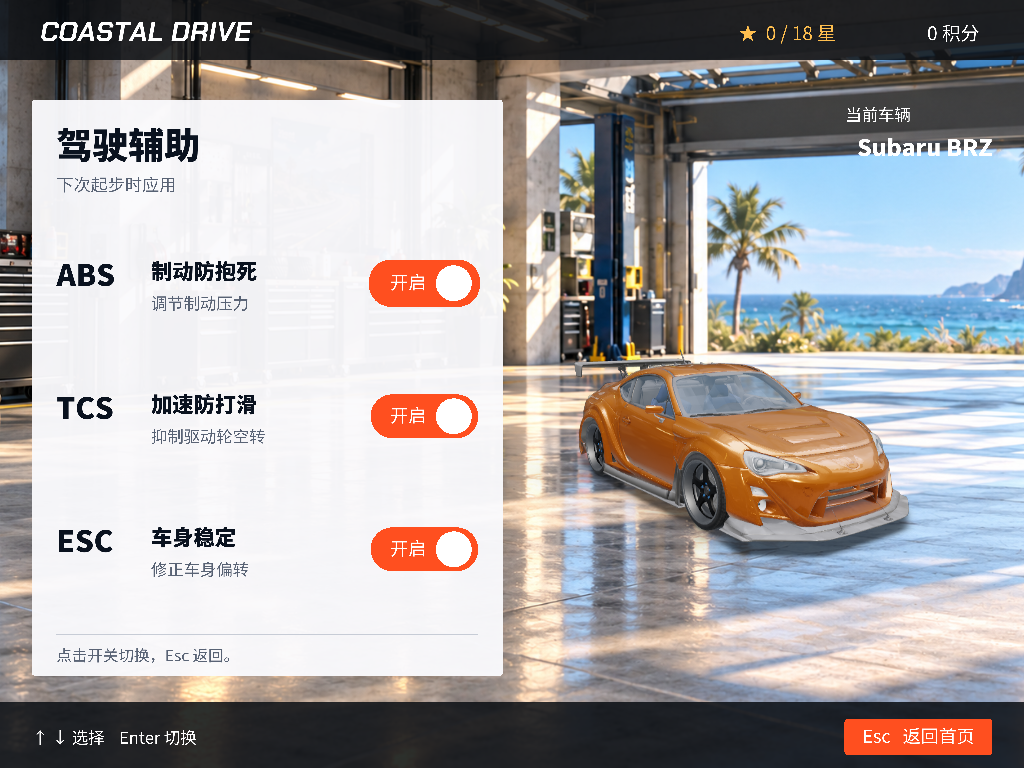 COASTAL DRIVE
★ 0 / 18 星
0 积分
当前车辆
Subaru BRZ
驾驶辅助
下次起步时应用
ABS
制动防抱死
调节制动压力
开启
TCS
加速防打滑
抑制驱动轮空转
开启
ESC
车身稳定
修正车身偏转
开启
点击开关切换，Esc 返回。
↑ ↓ 选择 Enter 切换
Esc 返回首页